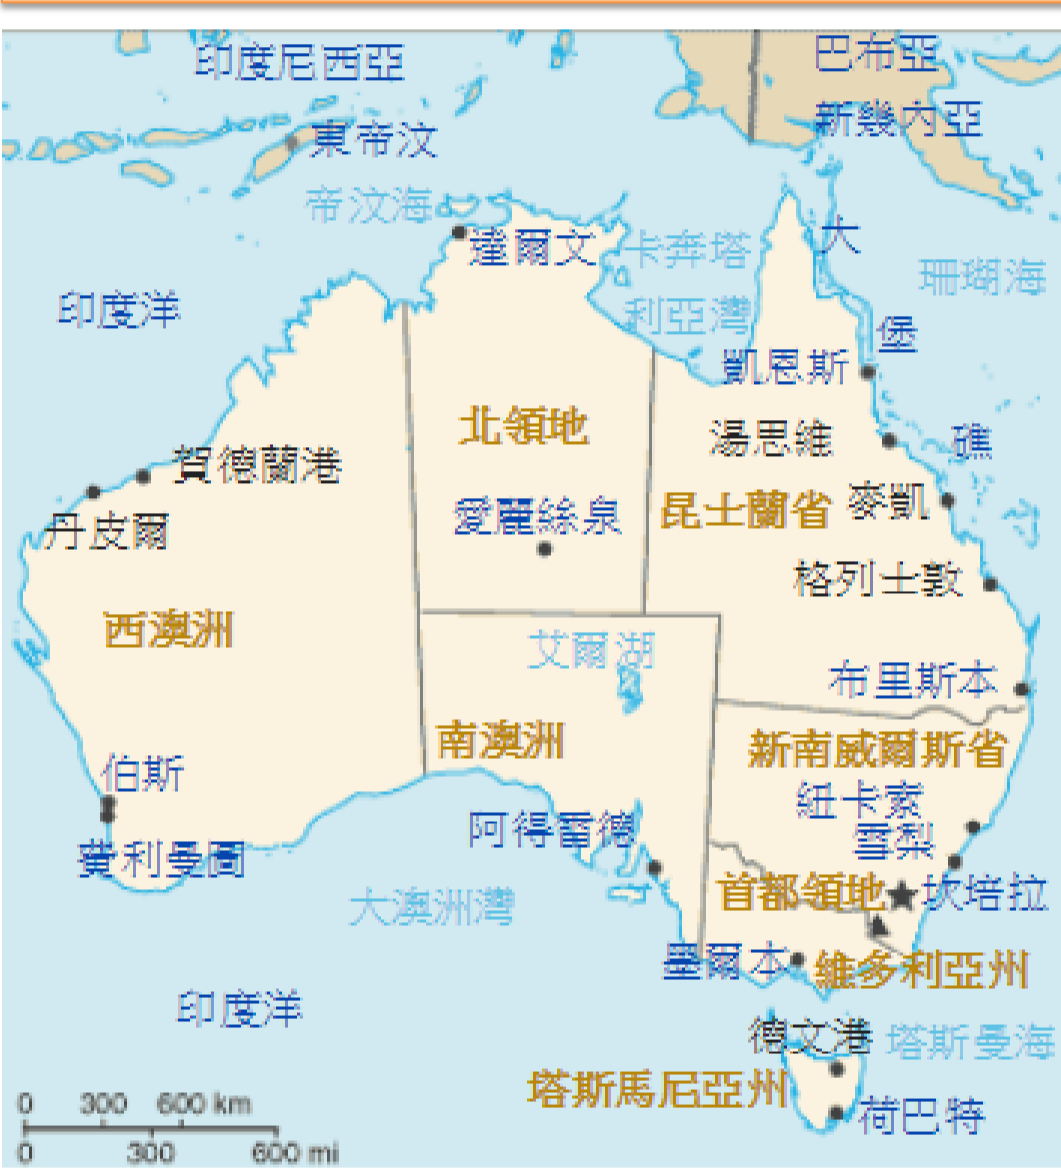 印度尼西亞
巴布亞
新幾內亞
東帝汶
帝汶海
達爾文
卡奔塔
利亞灣
大
堡
礁
珊瑚海
印度洋
凱恩斯
北領地
湯思維
賀德蘭港
丹皮爾
愛麗絲泉
昆士蘭省
麥凱
格列士敦
西澳洲
艾爾湖
布里斯本
南澳洲
新南威爾斯省
伯斯
紐卡素
雪梨
阿得雷德
費利曼圖
大澳洲灣
首都領地
坎培拉
墨爾本
維多利亞州
印度洋
德文港
塔斯曼海
塔斯馬尼亞州
荷巴特
0 300 600 km
0 300 600 mi